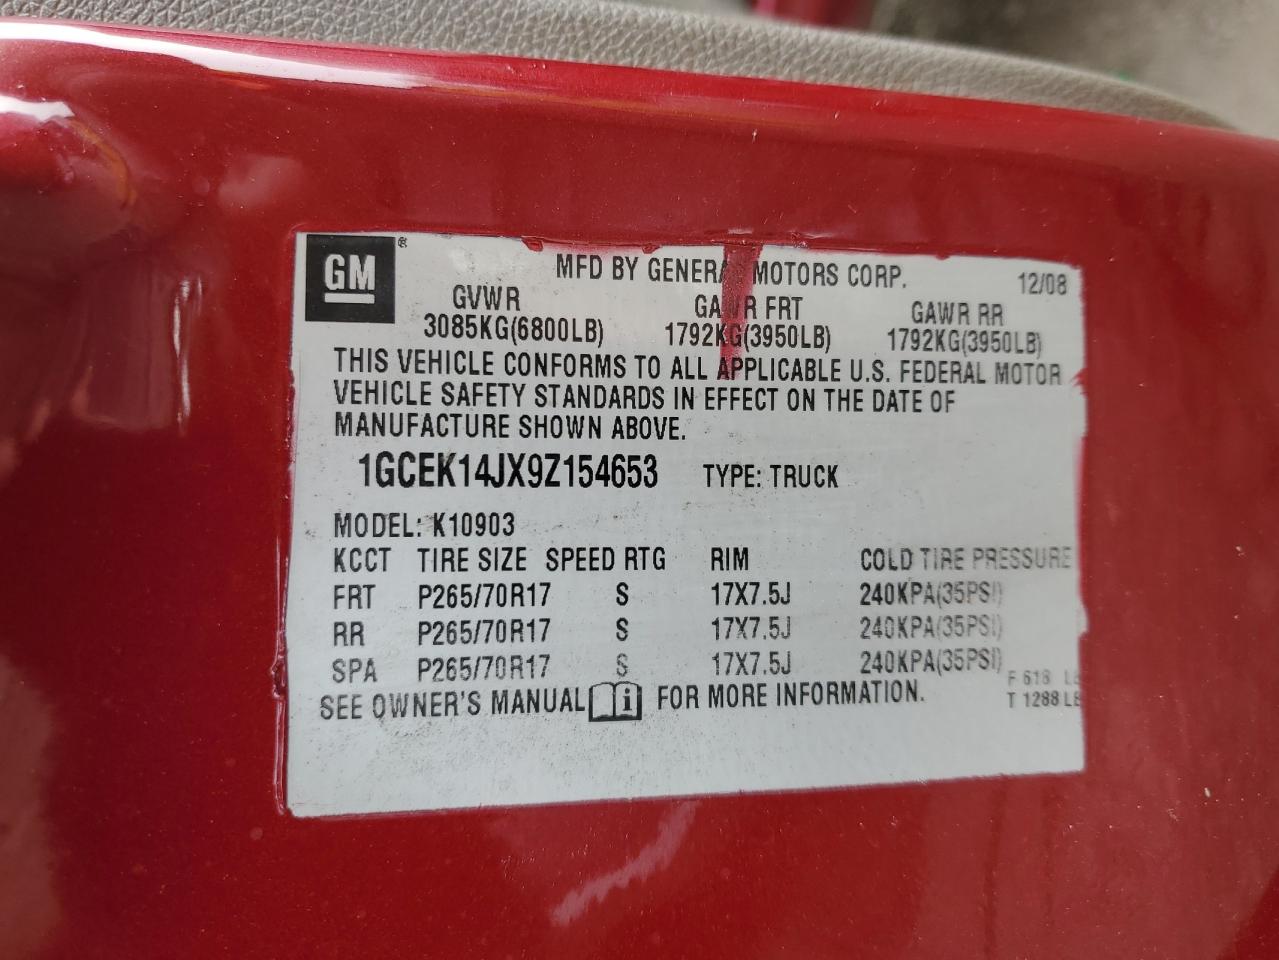 GM ®
MFD BY GENERAL MOTORS CORP. 12/08
GVWR GAWR FRT GAWR RR
3085KG(6800LB) 1792KG(3950LB) 1792KG(3950LB)
THIS VEHICLE CONFORMS TO ALL APPLICABLE U.S. FEDERAL MOTOR
VEHICLE SAFETY STANDARDS IN EFFECT ON THE DATE OF
MANUFACTURE SHOWN ABOVE.
1GCEK14JX9Z154653 TYPE: TRUCK
MODEL: K10903
KCCT TIRE SIZE SPEED RTG RIM COLD TIRE PRESSURE
FRT P265/70R17 S 17X7.5J 240KPA(35PSI)
RR P265/70R17 S 17X7.5J 240KPA(35PSI)
SPA P265/70R17 S 17X7.5J 240KPA(35PSI)
F 618 LB
SEE OWNER'S MANUAL FOR MORE INFORMATION.
T 1288 LB